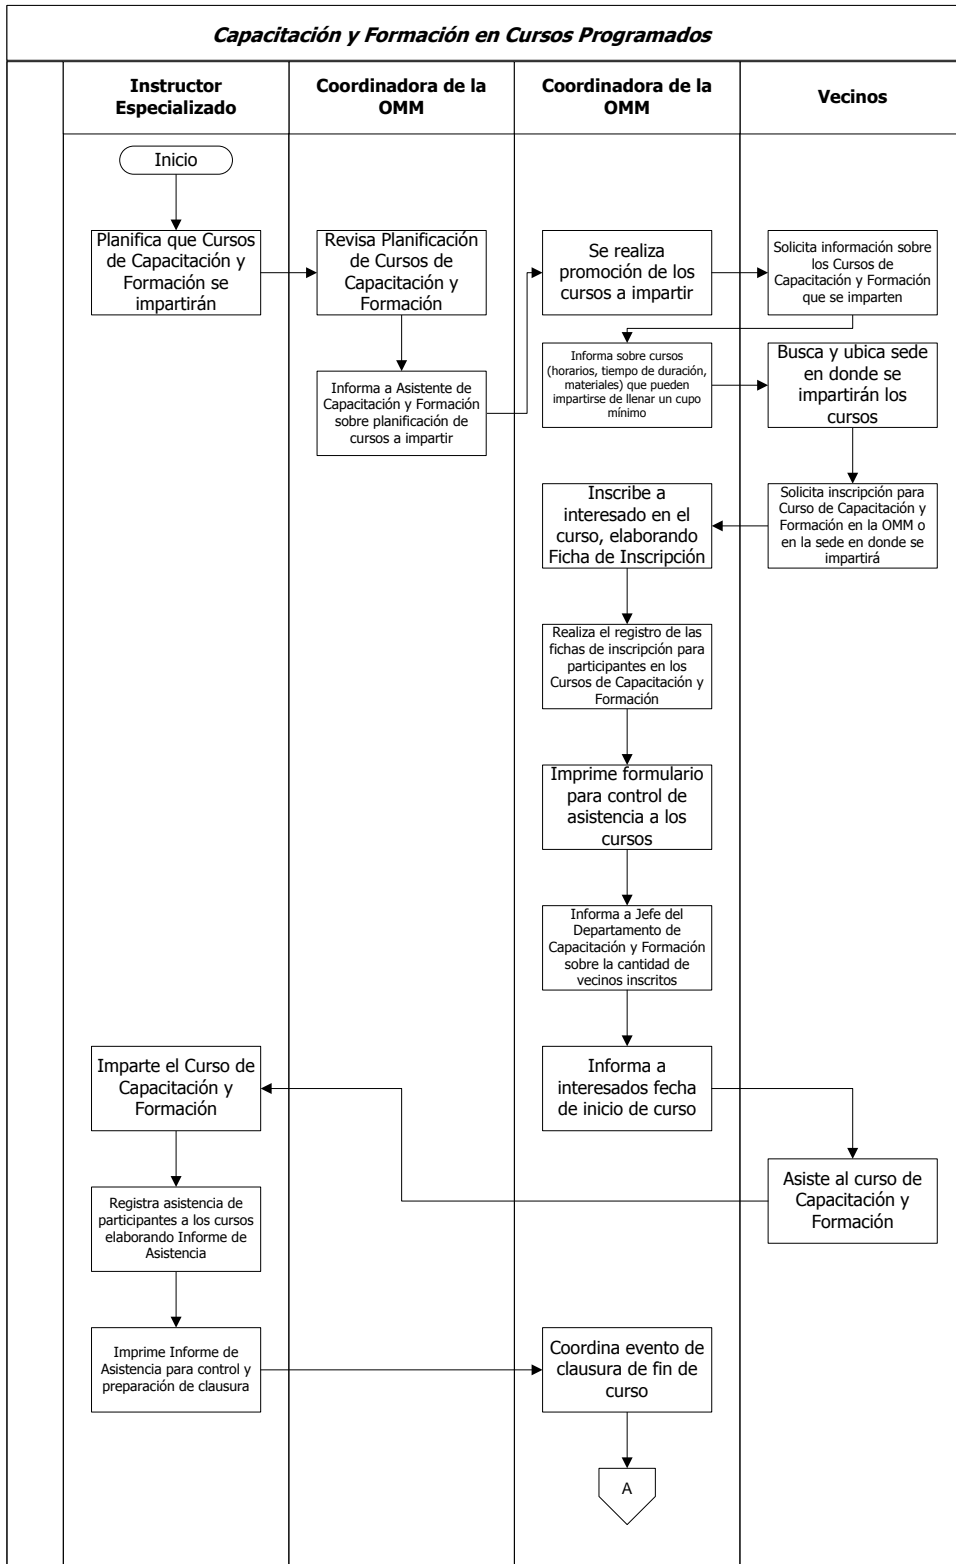 Capacitación y Formación en Cursos Programados
Instructor
Especializado
Coordinadora de la
OMM
Coordinadora de la
OMM
Vecinos
Inicio
Planifica que Cursos
de Capacitación y
Formación se
impartirán
Revisa Planificación
de Cursos de
Capacitación y
Formación
Se realiza
promoción de los
cursos a impartir
Solicita información sobre
los Cursos de
Capacitación y Formación
que se imparten
Informa a Asistente de
Capacitación y Formación
sobre planificación de
cursos a impartir
Informa sobre cursos
(horarios, tiempo de duración,
materiales) que pueden
impartirse de llenar un cupo
mínimo
Busca y ubica sede
en donde se
impartirán los
cursos
Inscribe a
interesado en el
curso, elaborando
Ficha de Inscripción
Solicita inscripción para
Curso de Capacitación y
Formación en la OMM o
en la sede en donde se
impartirá
Realiza el registro de las
fichas de inscripción para
participantes en los
Cursos de Capacitación y
Formación
Imprime formulario
para control de
asistencia a los
cursos
Informa a Jefe del
Departamento de
Capacitación y Formación
sobre la cantidad de
vecinos inscritos
Imparte el Curso de
Capacitación y
Formación
Informa a
interesados fecha
de inicio de curso
Asiste al curso de
Capacitación y
Formación
Registra asistencia de
participantes a los cursos
elaborando Informe de
Asistencia
Imprime Informe de
Asistencia para control y
preparación de clausura
Coordina evento de
clausura de fin de
curso
A